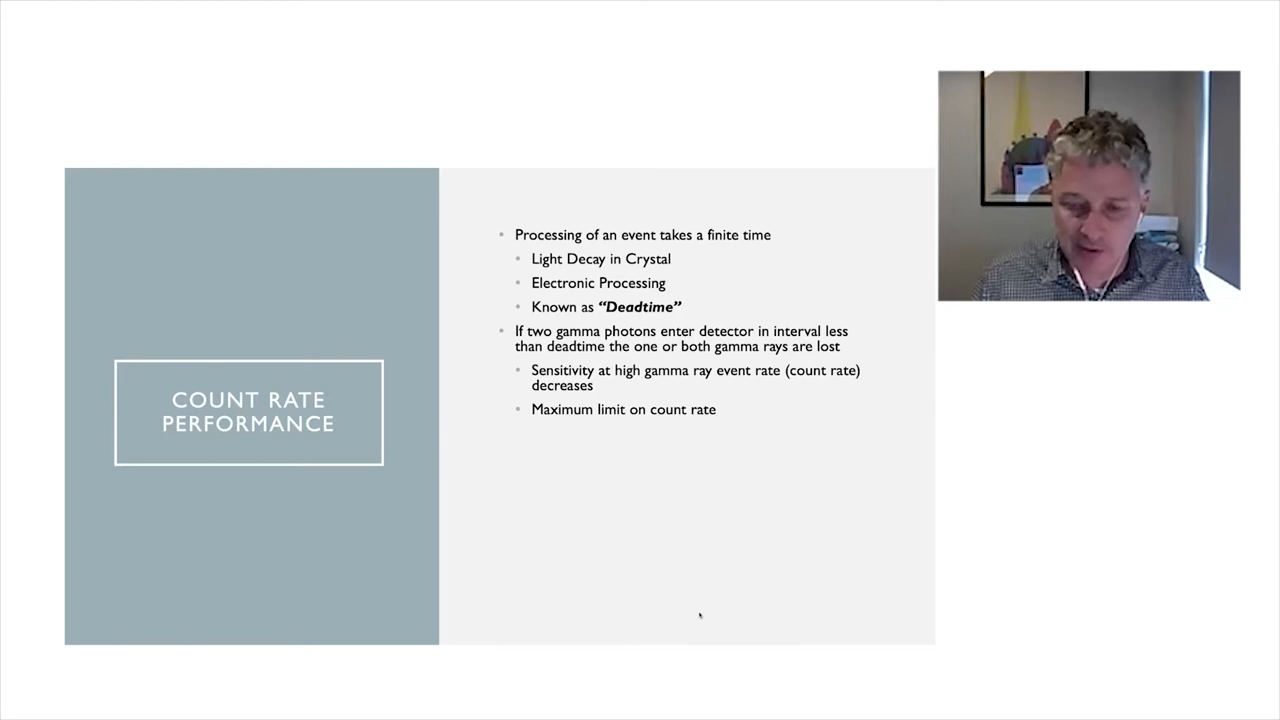 COUNT RATE
PERFORMANCE
• Processing of an event takes a finite time
• Light Decay in Crystal
• Electronic Processing
• Known as “Deadtime”
• If two gamma photons enter detector in interval less
than deadtime the one or both gamma rays are lost
• Sensitivity at high gamma ray event rate (count rate)
decreases
• Maximum limit on count rate